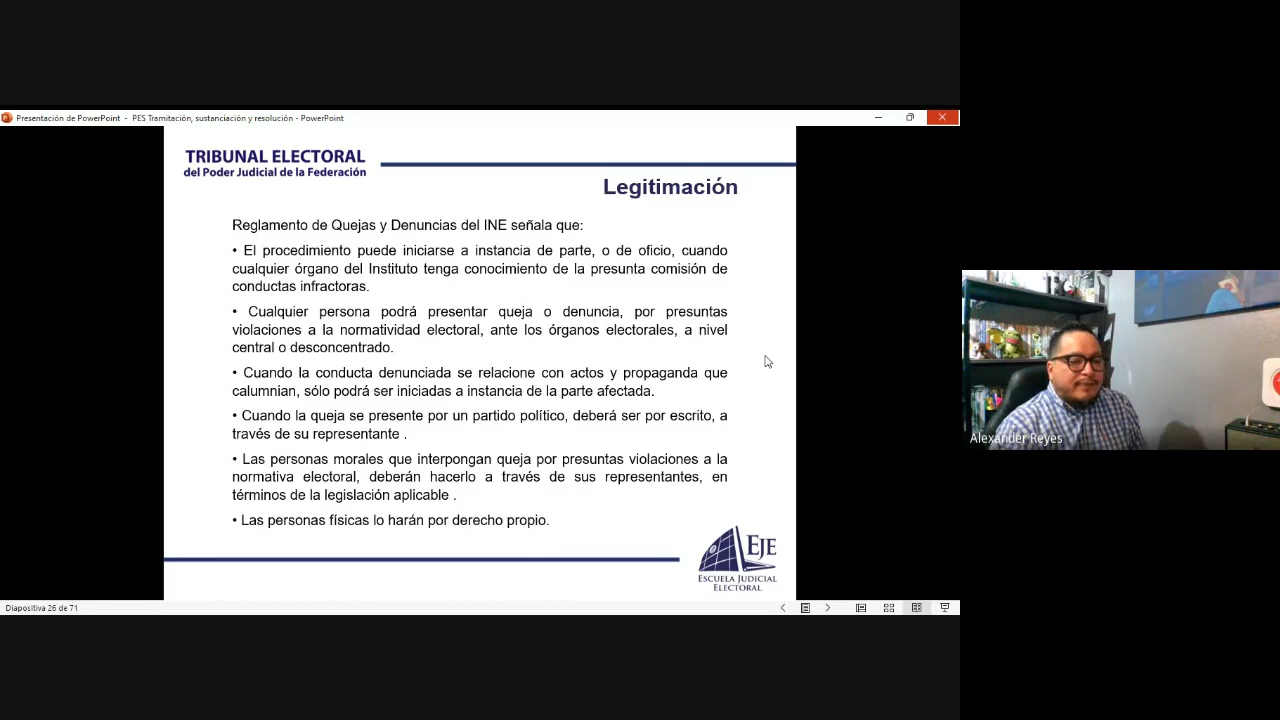 Presentación de PowerPoint - PES Tramitación, sustanciación y resolución - PowerPoint
TRIBUNAL ELECTORAL
del Poder Judicial de la Federación
Legitimación
Reglamento de Quejas y Denuncias del INE señala que:
• El procedimiento puede iniciarse a instancia de parte, o de oficio, cuando
cualquier órgano del Instituto tenga conocimiento de la presunta comisión de
conductas infractoras.
• Cualquier persona podrá presentar queja o denuncia, por presuntas
violaciones a la normatividad electoral, ante los órganos electorales, a nivel
central o desconcentrado.
• Cuando la conducta denunciada se relacione con actos y propaganda que
calumnian, sólo podrá ser iniciadas a instancia de la parte afectada.
• Cuando la queja se presente por un partido político, deberá ser por escrito, a
través de su representante .
• Las personas morales que interpongan queja por presuntas violaciones a la
normativa electoral, deberán hacerlo a través de sus representantes, en
términos de la legislación aplicable .
• Las personas físicas lo harán por derecho propio.
EJE
ESCUELA JUDICIAL
ELECTORAL
Diapositiva 26 de 71
Alexander Reyes